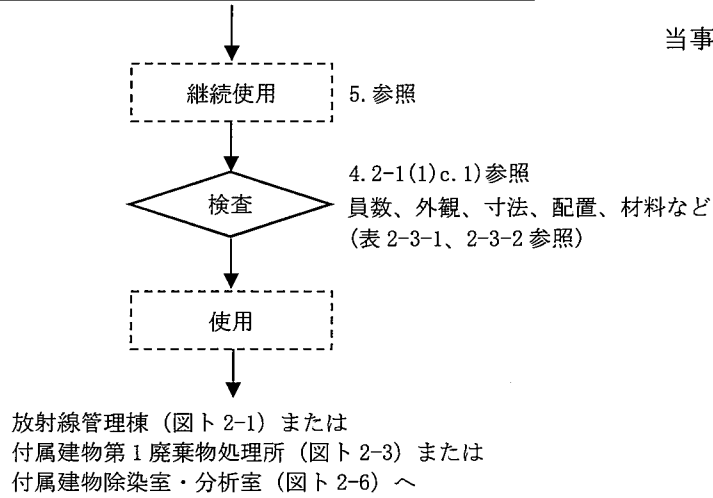 当事
継続使用
5.参照
4.2-1(1)c.1)参照
検査
員数、外観、寸法、配置、材料など
(表 2-3-1、2-3-2 参照)
使用
放射線管理棟（図ト 2-1）または
付属建物第 1 廃棄物処理所（図ト 2-3）または
付属建物除染室・分析室（図ト 2-6）へ